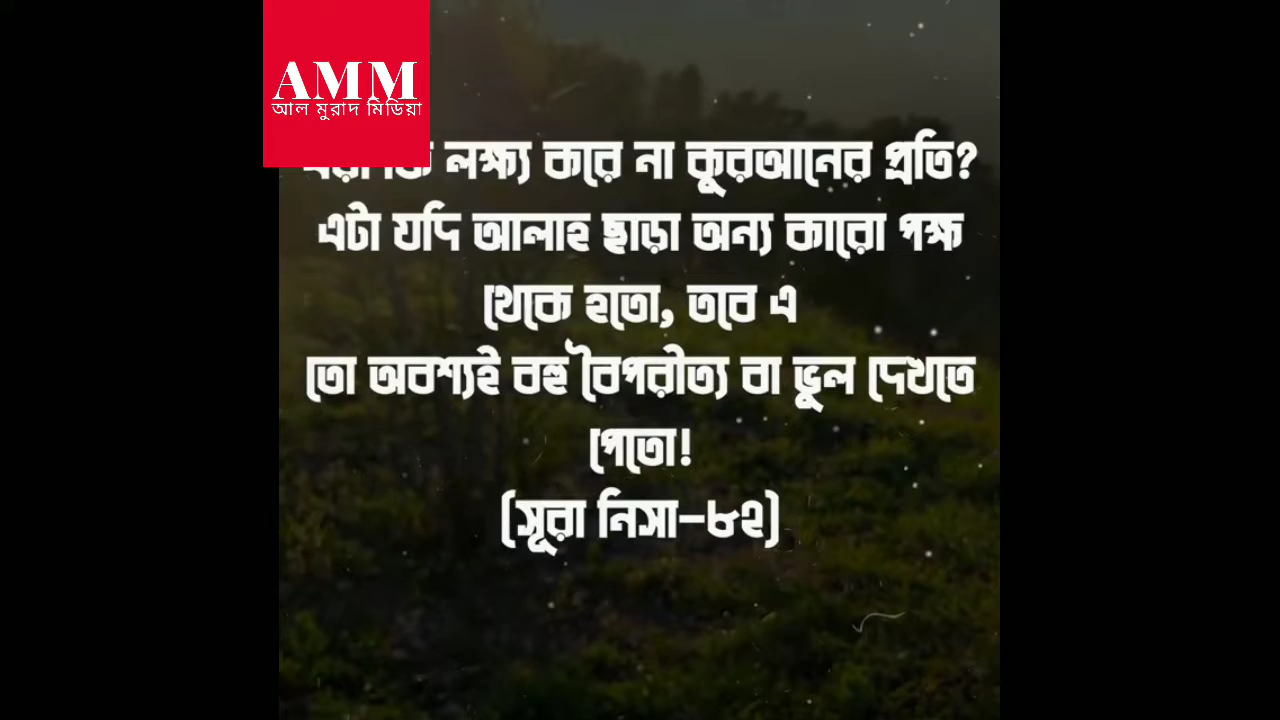 AMM
আল মুরাদ মিডিয়া
লক্ষ্য করে না কুরআনের প্রতি?
এটা যদি আলাহ ছাড়া অন্য কারো পক্ষ
থেকে হতো, তবে এ
তো অবশ্যই বহু বৈপরীত্য বা ভুল দেখতে
পেতো!
(সূরা নিসা-৮২)